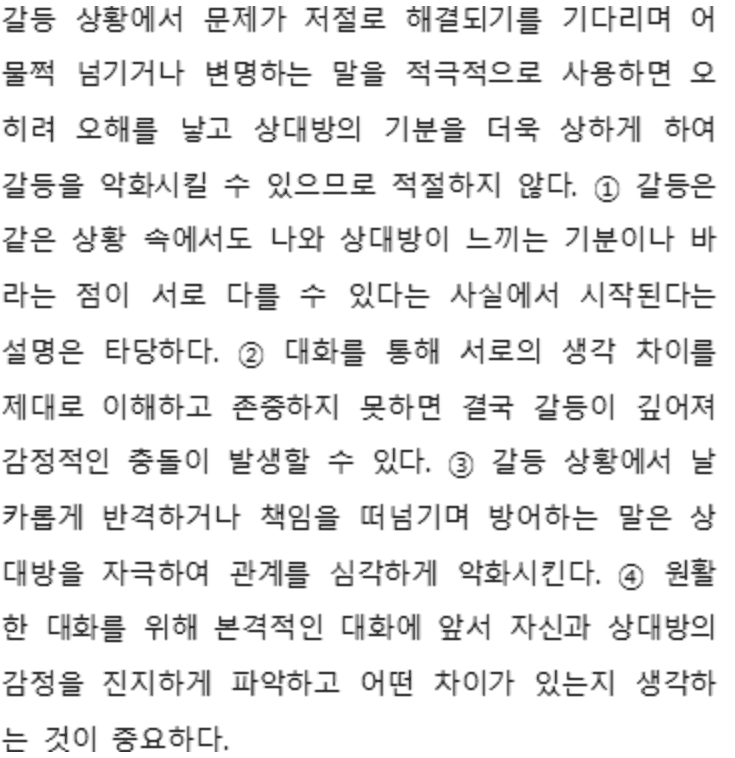 갈등 상황에서 문제가 저절로 해결되기를 기다리며 어
물쩍 넘기거나 변명하는 말을 적극적으로 사용하면 오
히려 오해를 낳고 상대방의 기분을 더욱 상하게 하여
갈등을 악화시킬 수 있으므로 적절하지 않다. ① 갈등은
같은 상황 속에서도 나와 상대방이 느끼는 기분이나 바
라는 점이 서로 다를 수 있다는 사실에서 시작된다는
설명은 타당하다. ② 대화를 통해 서로의 생각 차이를
제대로 이해하고 존중하지 못하면 결국 갈등이 깊어져
감정적인 충돌이 발생할 수 있다. ③ 갈등 상황에서 날
카롭게 반격하거나 책임을 떠넘기며 방어하는 말은 상
대방을 자극하여 관계를 심각하게 악화시킨다. ④ 원활
한 대화를 위해 본격적인 대화에 앞서 자신과 상대방의
감정을 진지하게 파악하고 어떤 차이가 있는지 생각하
는 것이 중요하다.